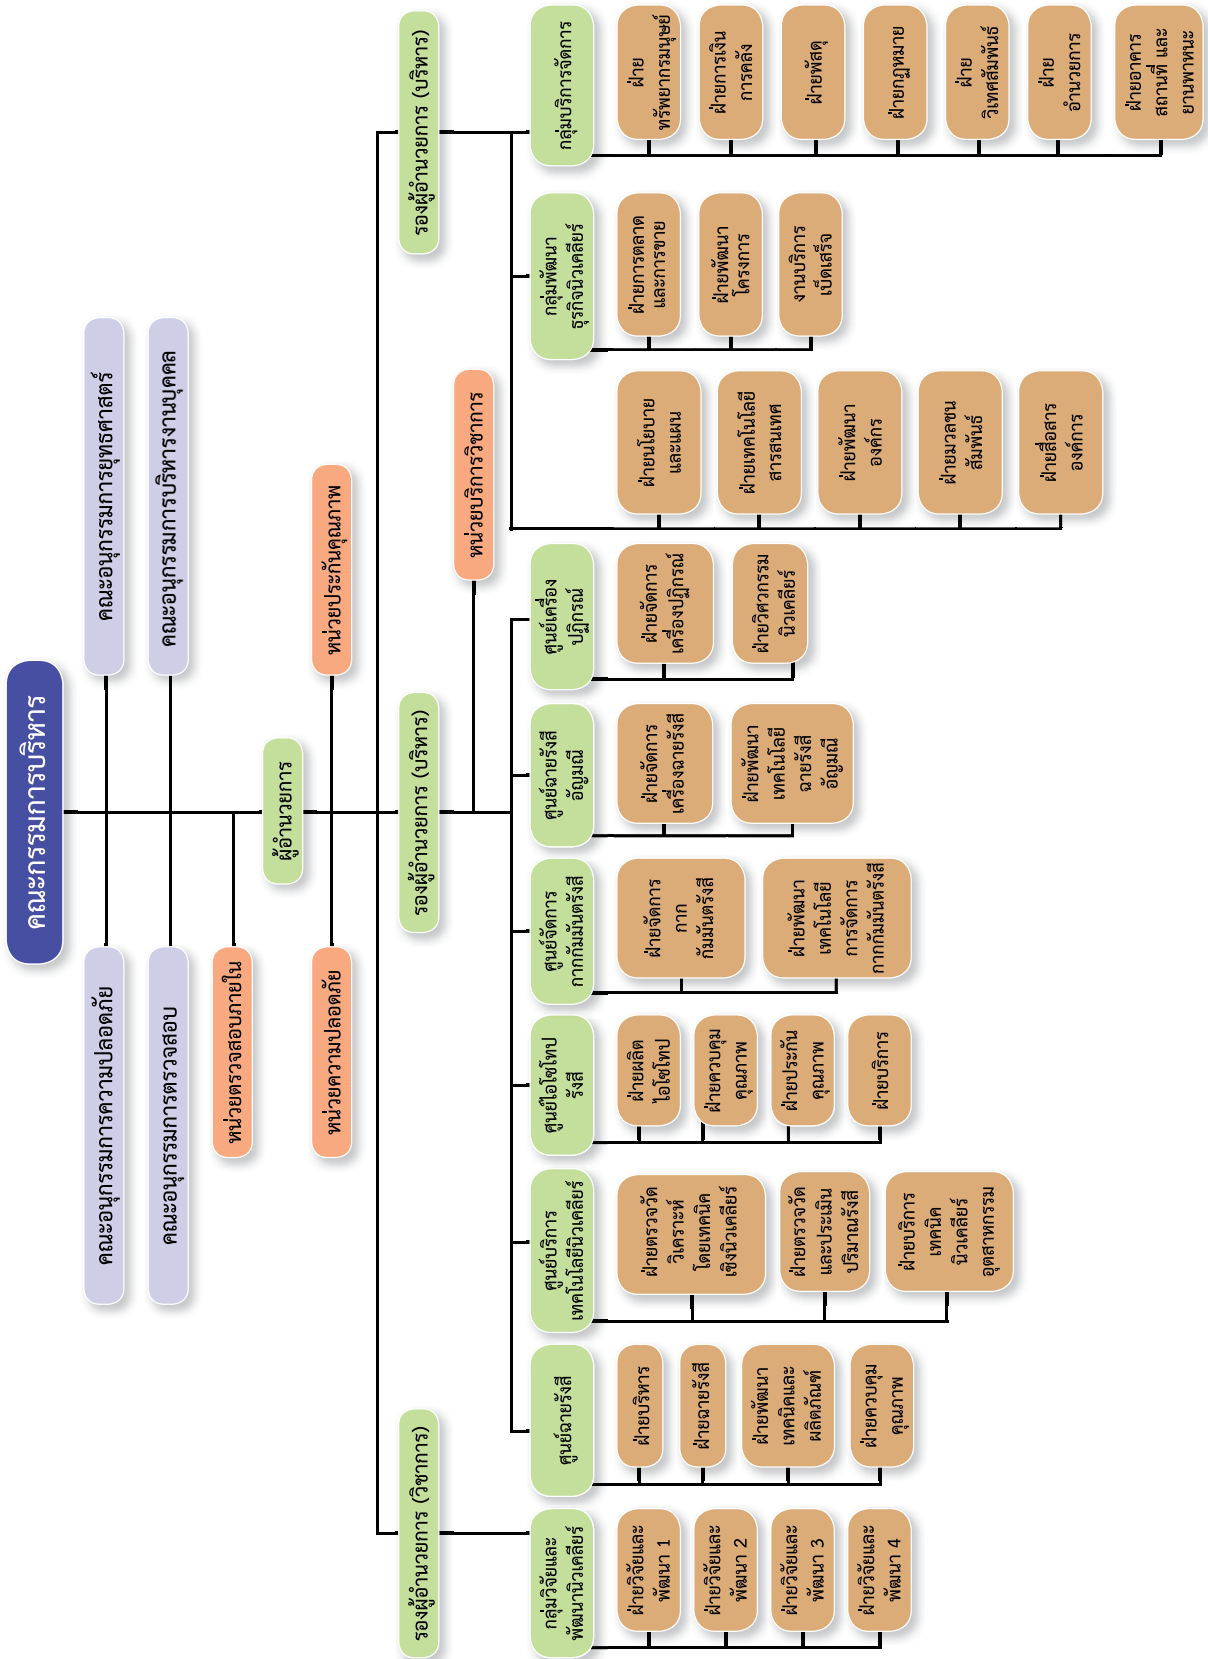 คณะกรรมการบริหาร
คณะอนุกรรมการความปลอดภัย
คณะอนุกรรมการยุทธศาสตร์
คณะอนุกรรมการตรวจสอบ
คณะอนุกรรมการบริหารงานบุคคล
หน่วยตรวจสอบภายใน
ผู้อำนวยการ
หน่วยความปลอดภัย
หน่วยประกันคุณภาพ
รองผู้อำนวยการ (วิชาการ)
รองผู้อำนวยการ (บริหาร)
รองผู้อำนวยการ (บริหาร)
หน่วยบริการวิชาการ
กลุ่มวิจัยและ
พัฒนานิวเคลียร์
ฝ่ายวิจัยและ
พัฒนา 1
ฝ่ายวิจัยและ
พัฒนา 2
ฝ่ายวิจัยและ
พัฒนา 3
ฝ่ายวิจัยและ
พัฒนา 4
ศูนย์ฉายรังสี
ฝ่ายบริหาร
ฝ่ายฉายรังสี
ฝ่ายพัฒนา
เทคนิคและ
ผลิตภัณฑ์
ฝ่ายควบคุม
คุณภาพ
ศูนย์บริการ
เทคโนโลยีนิวเคลียร์
ฝ่ายตรวจวัด
วิเคราะห์
โดยเทคนิค
เชิงนิวเคลียร์
ฝ่ายตรวจวัด
และประเมิน
ปริมาณรังสี
ฝ่ายบริการ
เทคนิค
นิวเคลียร์
อุตสาหกรรม
ศูนย์ไอโซโทป
รังสี
ฝ่ายผลิต
ไอโซโทป
ฝ่ายควบคุม
คุณภาพ
ฝ่ายประกัน
คุณภาพ
ฝ่ายบริการ
ศูนย์จัดการ
กากกัมมันตรังสี
ฝ่ายจัดการ
กาก
กัมมันตรังสี
ฝ่ายพัฒนา
เทคโนโลยี
การจัดการ
กากกัมมันตรังสี
ศูนย์ฉายรังสี
อัญมณี
ฝ่ายจัดการ
เครื่องฉายรังสี
ฝ่ายพัฒนา
เทคโนโลยี
ฉายรังสี
อัญมณี
ศูนย์เครื่อง
ปฏิกรณ์
ฝ่ายจัดการ
เครื่องปฏิกรณ์
ฝ่ายวิศวกรรม
นิวเคลียร์
ฝ่ายนโยบาย
และแผน
ฝ่ายเทคโนโลยี
สารสนเทศ
ฝ่ายพัฒนา
องค์กร
ฝ่ายมวลชน
สัมพันธ์
ฝ่ายสื่อสาร
องค์การ
กลุ่มพัฒนา
ธุรกิจนิวเคลียร์
ฝ่ายการตลาด
และการขาย
ฝ่ายพัฒนา
โครงการ
งานบริการ
เบ็ดเสร็จ
กลุ่มบริการจัดการ
ฝ่าย
ทรัพยากรมนุษย์
ฝ่ายการเงิน
การคลัง
ฝ่ายพัสดุ
ฝ่ายกฎหมาย
ฝ่าย
วิเทศสัมพันธ์
ฝ่าย
อำนวยการ
ฝ่ายอาคาร
สถานที่ และ
ยานพาหนะ